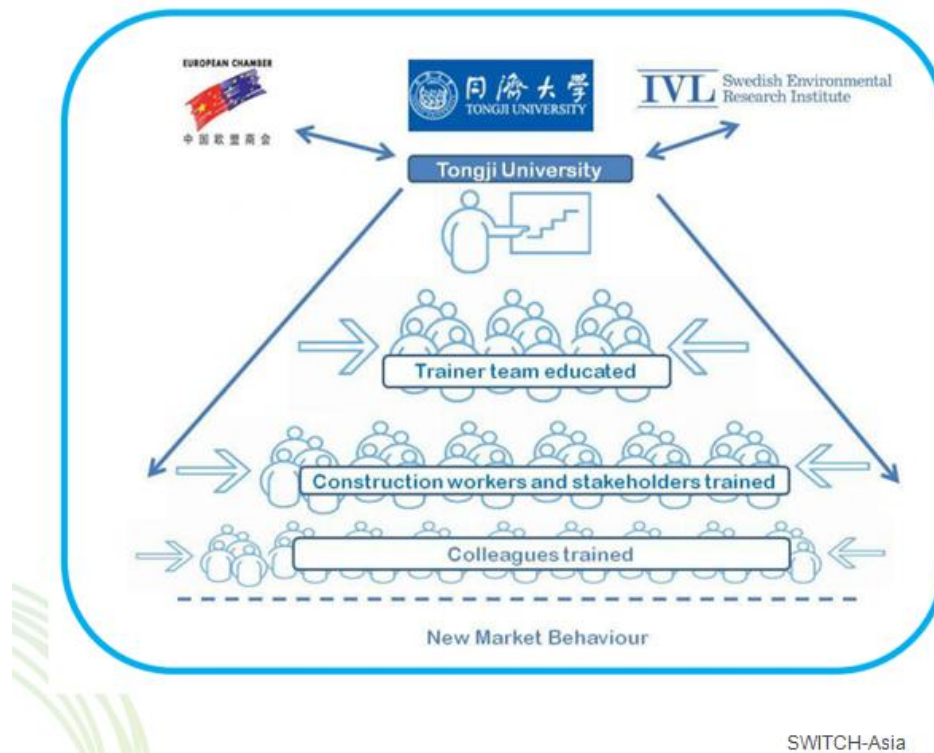 EUROPEAN CHAMBER
中国欧盟商会
同濟大學
TONGJI UNIVERSITY
IVL Swedish Environmental
Research Institute
Tongji University
Trainer team educated
Construction workers and stakeholders trained
Colleagues trained
New Market Behaviour
SWITCH-Asia